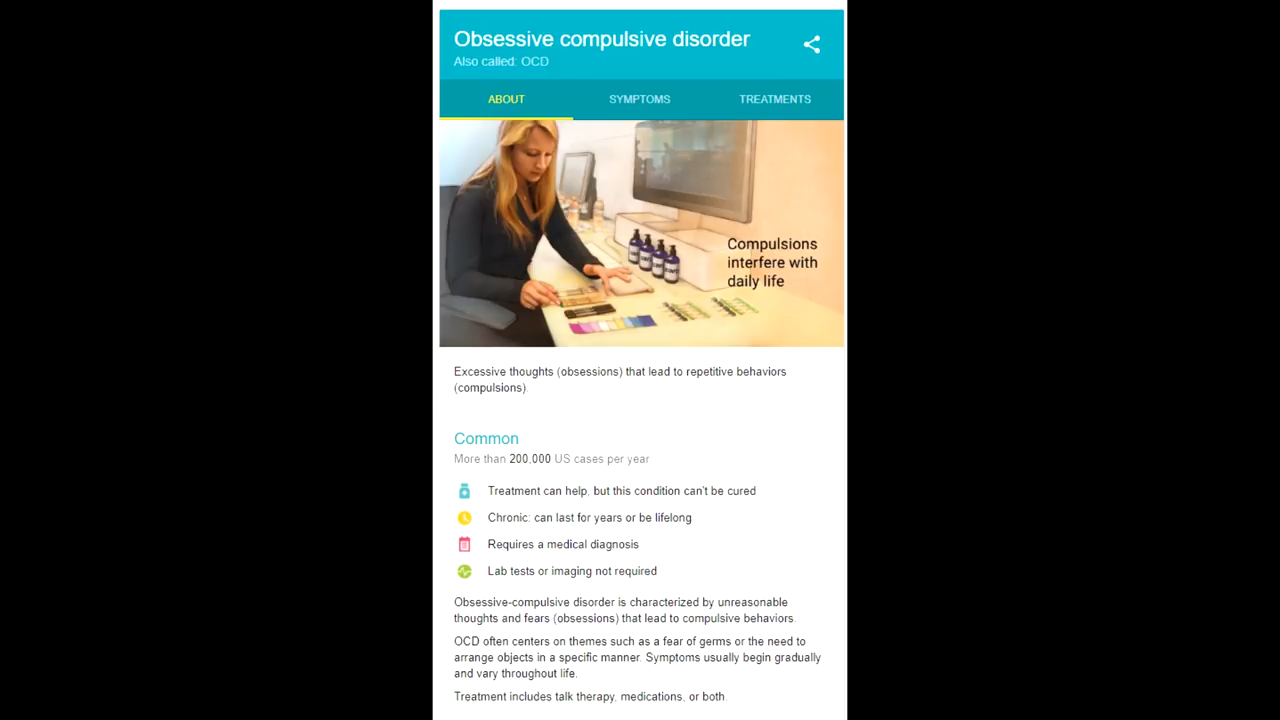 Obsessive compulsive disorder
Also called: OCD
ABOUT
SYMPTOMS
TREATMENTS
Compulsions
interfere with
daily life
Excessive thoughts (obsessions) that lead to repetitive behaviors
(compulsions).
Common
More than 200,000 US cases per year
Treatment can help, but this condition can't be cured
Chronic: can last for years or be lifelong
Requires a medical diagnosis
Lab tests or imaging not required
Obsessive-compulsive disorder is characterized by unreasonable
thoughts and fears (obsessions) that lead to compulsive behaviors.
OCD often centers on themes such as a fear of germs or the need to
arrange objects in a specific manner. Symptoms usually begin gradually
and vary throughout life.
Treatment includes talk therapy, medications, or both.